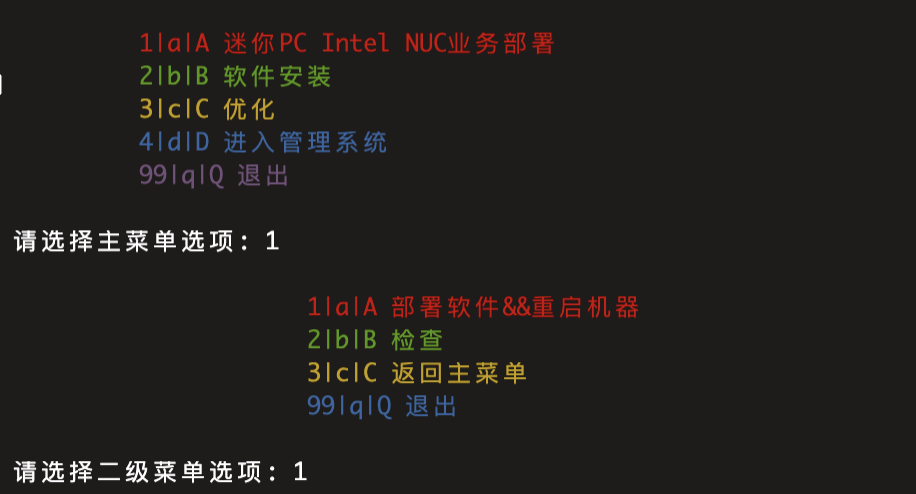 1|a|A 迷你PC Intel NUC业务部署
2|b|B 软件安装
3|c|C 优化
4|d|D 进入管理系统
99|q|Q 退出
请选择主菜单选项: 1
1|a|A 部署软件&&重启机器
2|b|B 检查
3|c|C 返回主菜单
99|q|Q 退出
请选择二级菜单选项: 1